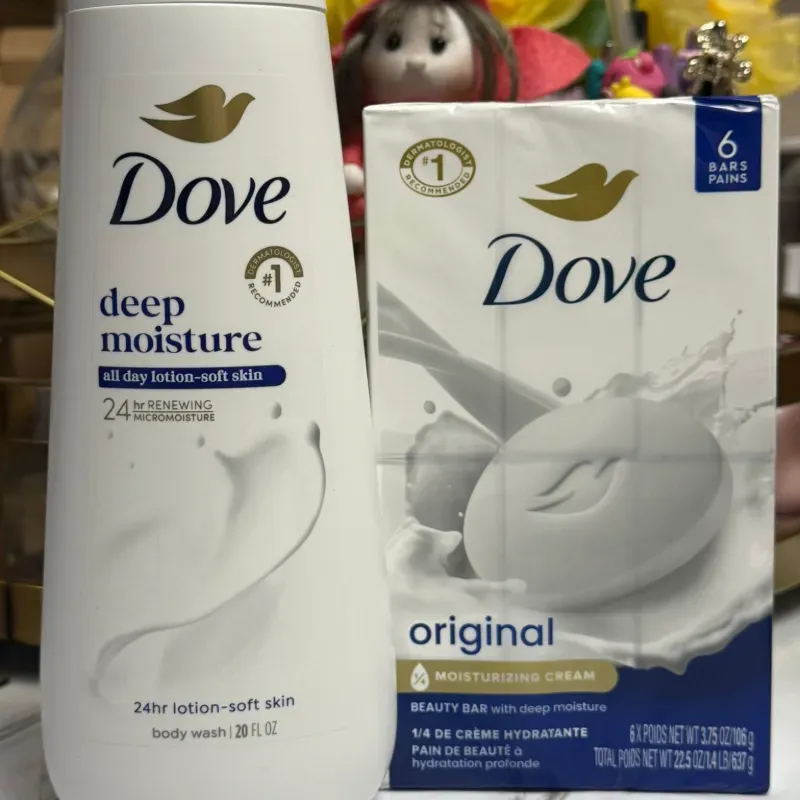 Dove
DERMATOLOGIST
#1
RECOMMENDED
deep
moisture
all day lotion-soft skin
24 hr RENEWING
MICROMOISTURE
24hr lotion-soft skin
body wash | 20 FL OZ
DERMATOLOGIST
#1
RECOMMENDED
6
BARS
PAINS
Dove
original
1/4 MOISTURIZING CREAM
BEAUTY BAR with deep moisture
1/4 DE CRÈME HYDRATANTE
PAIN DE BEAUTÉ à
hydratation profonde
6 X POIDS NET WT 3.75 OZ/106 g
TOTAL POIDS NET WT 22.5 OZ/1.4 LB/637 g